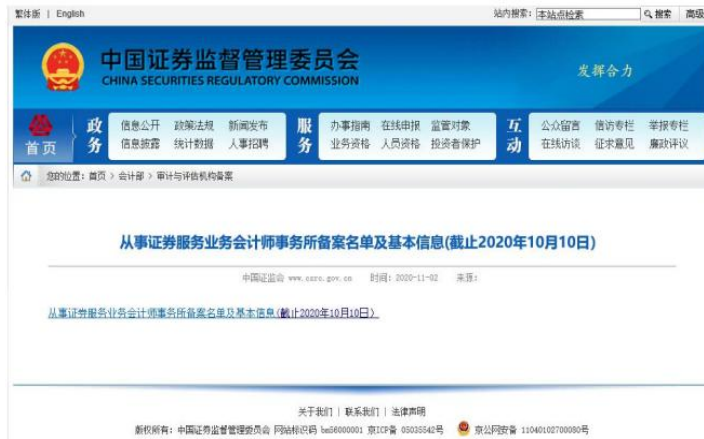 繁体版 | English 站内搜索: 本站点检索 搜索 高级
中国证券监督管理委员会
CHINA SECURITIES REGULATORY COMMISSION
发挥合力
首页
政务
信息公开 政策法规 新闻发布
信息披露 统计数据 人事招聘
服务
办事指南 在线申报 监管对象
业务资格 人员资格 投资者保护
互动
公众留言 信访专栏 举报专栏
在线访谈 征求意见 廉政评议
您的位置: 首页 > 会计部 > 审计与评估机构备案
从事证券服务业务会计师事务所备案名单及基本信息(截止2020年10月10日)
中国证监会 www.csrc.gov.cn 时间: 2020-11-02 来源:
从事证券服务业务会计师事务所备案名单及基本信息(截止2020年10月10日)
关于我们 | 联系我们 | 法律声明
版权所有: 中国证券监督管理委员会 网站标识码 bm56000001 京ICP备 05035542号 京公网安备 11040102700080号